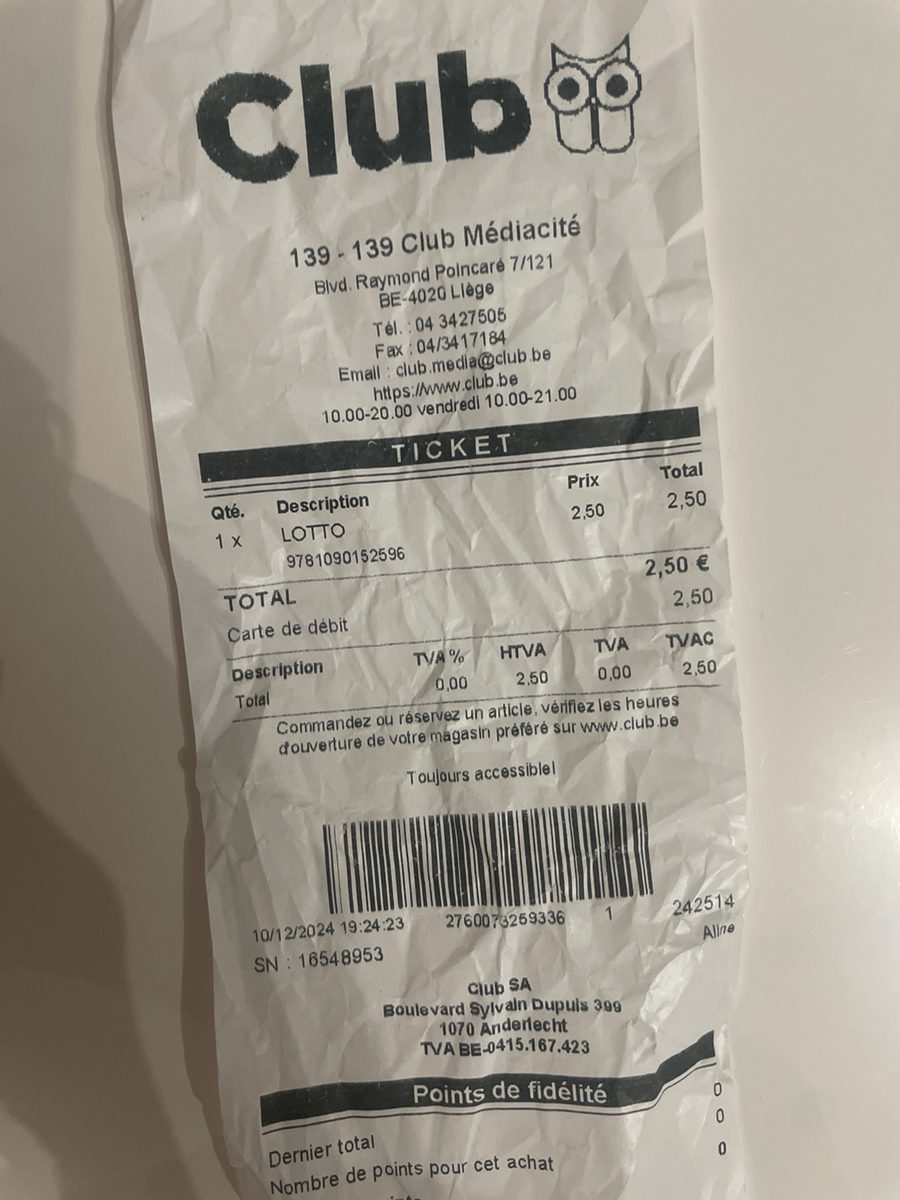 Club
139 - 139 Club Médiacité
Blvd. Raymond Poincaré 7/121
BE-4020 Liège
Tél. : 04 3427505
Fax : 04/3417184
Email : club.media@club.be
https://www.club.be
10.00-20.00 vendredi 10.00-21.00
TICKET
Qté. Description Prix Total
1 x LOTTO 2,50 2,50
9781090152596
TOTAL 2,50 €
Carte de débit 2,50
Description TVA % HTVA TVA TVAC
Total 0,00 2,50 0,00 2,50
Commandez ou réservez un article, vérifiez les heures
d'ouverture de votre magasin préféré sur www.club.be
Toujours accessible!
10/12/2024 19:24:23 2760073259336 1 242514
SN : 16548953 Aline
Club SA
Boulevard Sylvain Dupuis 399
1070 Anderlecht
TVA BE-0415.167.423
Points de fidélité
Dernier total 0
Nombre de points pour cet achat 0
0